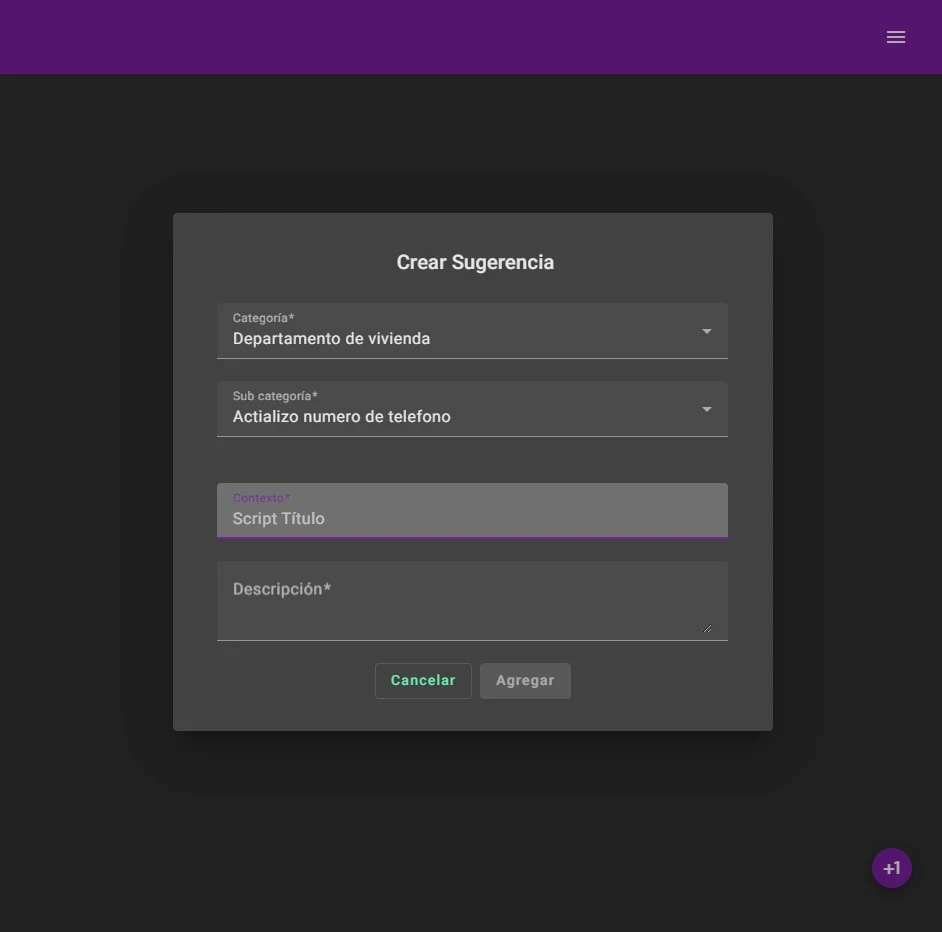 Crear Sugerencia
Categoría*
Departamento de vivienda
Sub categoría*
Actializo numero de telefono
Contexto*
Script Título
Descripción*
Cancelar
Agregar
+1